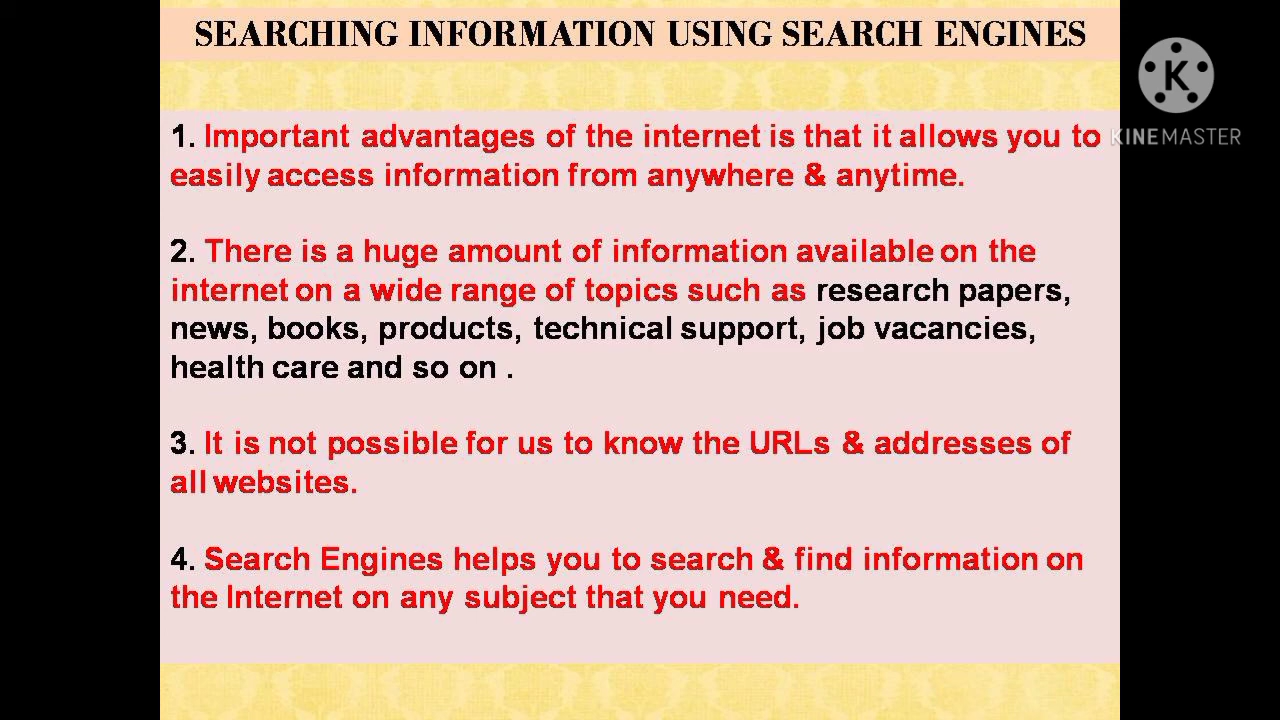 SEARCHING INFORMATION USING SEARCH ENGINES
K
KINEMASTER
1. Important advantages of the internet is that it allows you to
easily access information from anywhere & anytime.
2. There is a huge amount of information available on the
internet on a wide range of topics such as research papers,
news, books, products, technical support, job vacancies,
health care and so on .
3. It is not possible for us to know the URLs & addresses of
all websites.
4. Search Engines helps you to search & find information on
the Internet on any subject that you need.